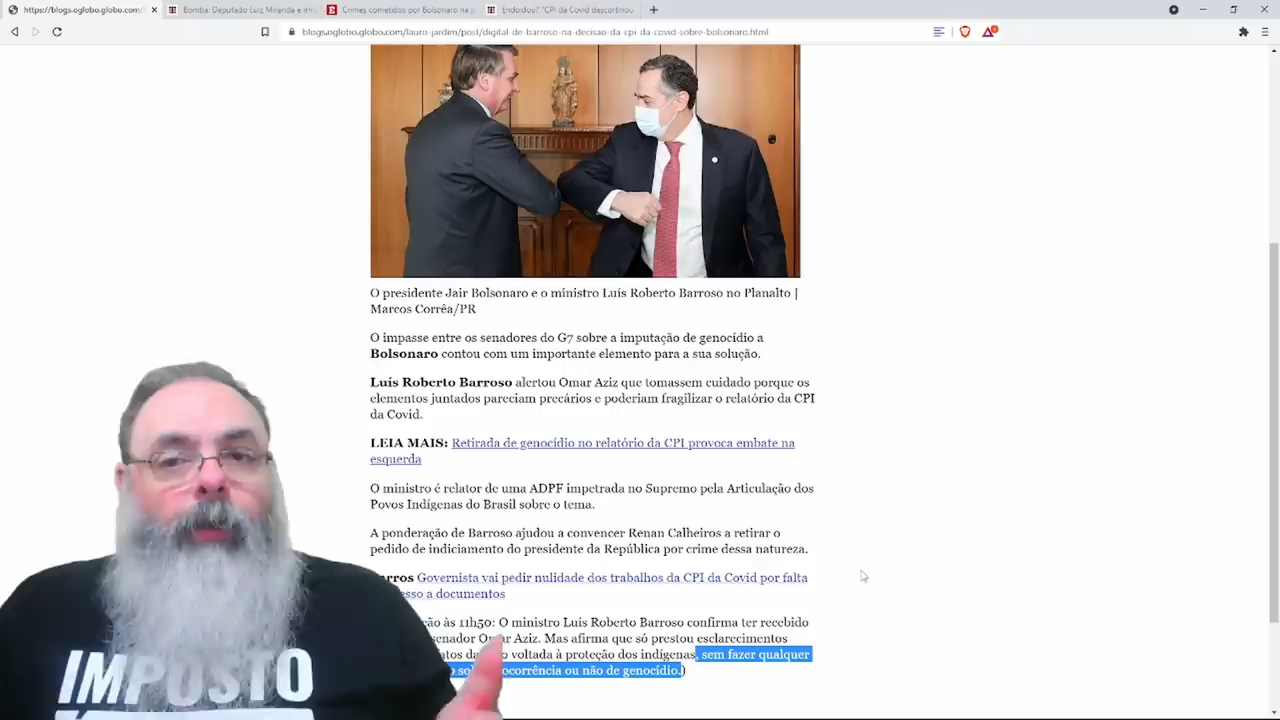 https://blogs.oglobo.globo.com/
Bomba: Deputado Luiz Miranda e irm
Crimes cometidos por Bolsonaro na p
Endoidou? "CPI da Covid descortinou
blogs.oglobo.globo.com/lauro-jardim/post/digital-de-barroso-na-decisao-da-cpi-da-covid-sobre-bolsonaro.html
O presidente Jair Bolsonaro e o ministro Luís Roberto Barroso no Planalto |
Marcos Corrêa/PR
O impasse entre os senadores do G7 sobre a imputação de genocídio a
Bolsonaro contou com um importante elemento para a sua solução.
Luís Roberto Barroso alertou Omar Aziz que tomassem cuidado porque os
elementos juntados pareciam precários e poderiam fragilizar o relatório da CPI
da Covid.
LEIA MAIS: Retirada de genocídio no relatório da CPI provoca embate na
esquerda
O ministro é relator de uma ADPF impetrada no Supremo pela Articulação dos
Povos Indígenas do Brasil sobre o tema.
A ponderação de Barroso ajudou a convencer Renan Calheiros a retirar o
pedido de indiciamento do presidente da República por crime dessa natureza.
Governista vai pedir nulidade dos trabalhos da CPI da Covid por falta
documentos
às 11h50: O ministro Luís Roberto Barroso confirma ter recebido
senador Omar Aziz. Mas afirma que só prestou esclarecimentos
voltada à proteção dos indígenas, sem fazer qualquer
ocorrência ou não de genocídio.)
IMPOSTO